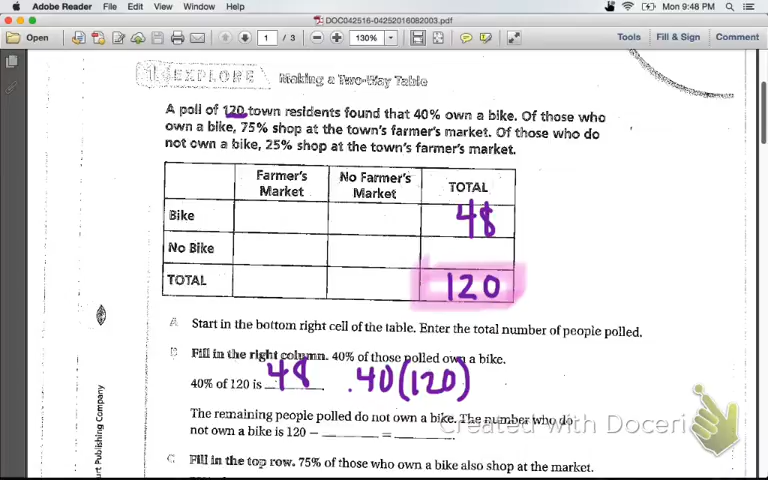 Adobe Reader File Edit View Window Help Mon 9:48 PM
DOC042516-04252016082003.pdf
Open 1 / 3 130% Tools Fill & Sign Comment
EXPLORE Making a Two-Way Table
A poll of 120 town residents found that 40% own a bike. Of those who
own a bike, 75% shop at the town's farmer's market. Of those who do
not own a bike, 25% shop at the town's farmer's market.
Farmer's Market No Farmer's Market TOTAL
Bike 48
No Bike
TOTAL 120
A Start in the bottom right cell of the table. Enter the total number of people polled.
B Fill in the right column. 40% of those polled own a bike.
40% of 120 is 48 .40(120)
The remaining people polled do not own a bike. The number who do
not own a bike is 120 − ________ = ________.
Created with Doceri
C Fill in the top row. 75% of those who own a bike also shop at the market.
urt Publishing Company